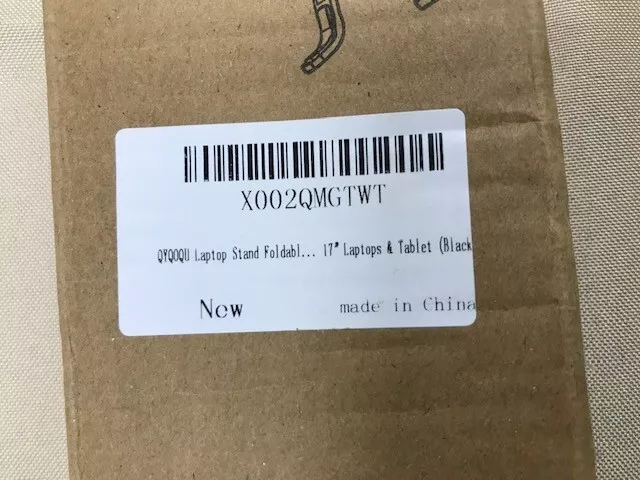 X002QMGTWT
QYQOQU Laptop Stand Foldabl... 17" Laptops & Tablet (Black
New
made in China